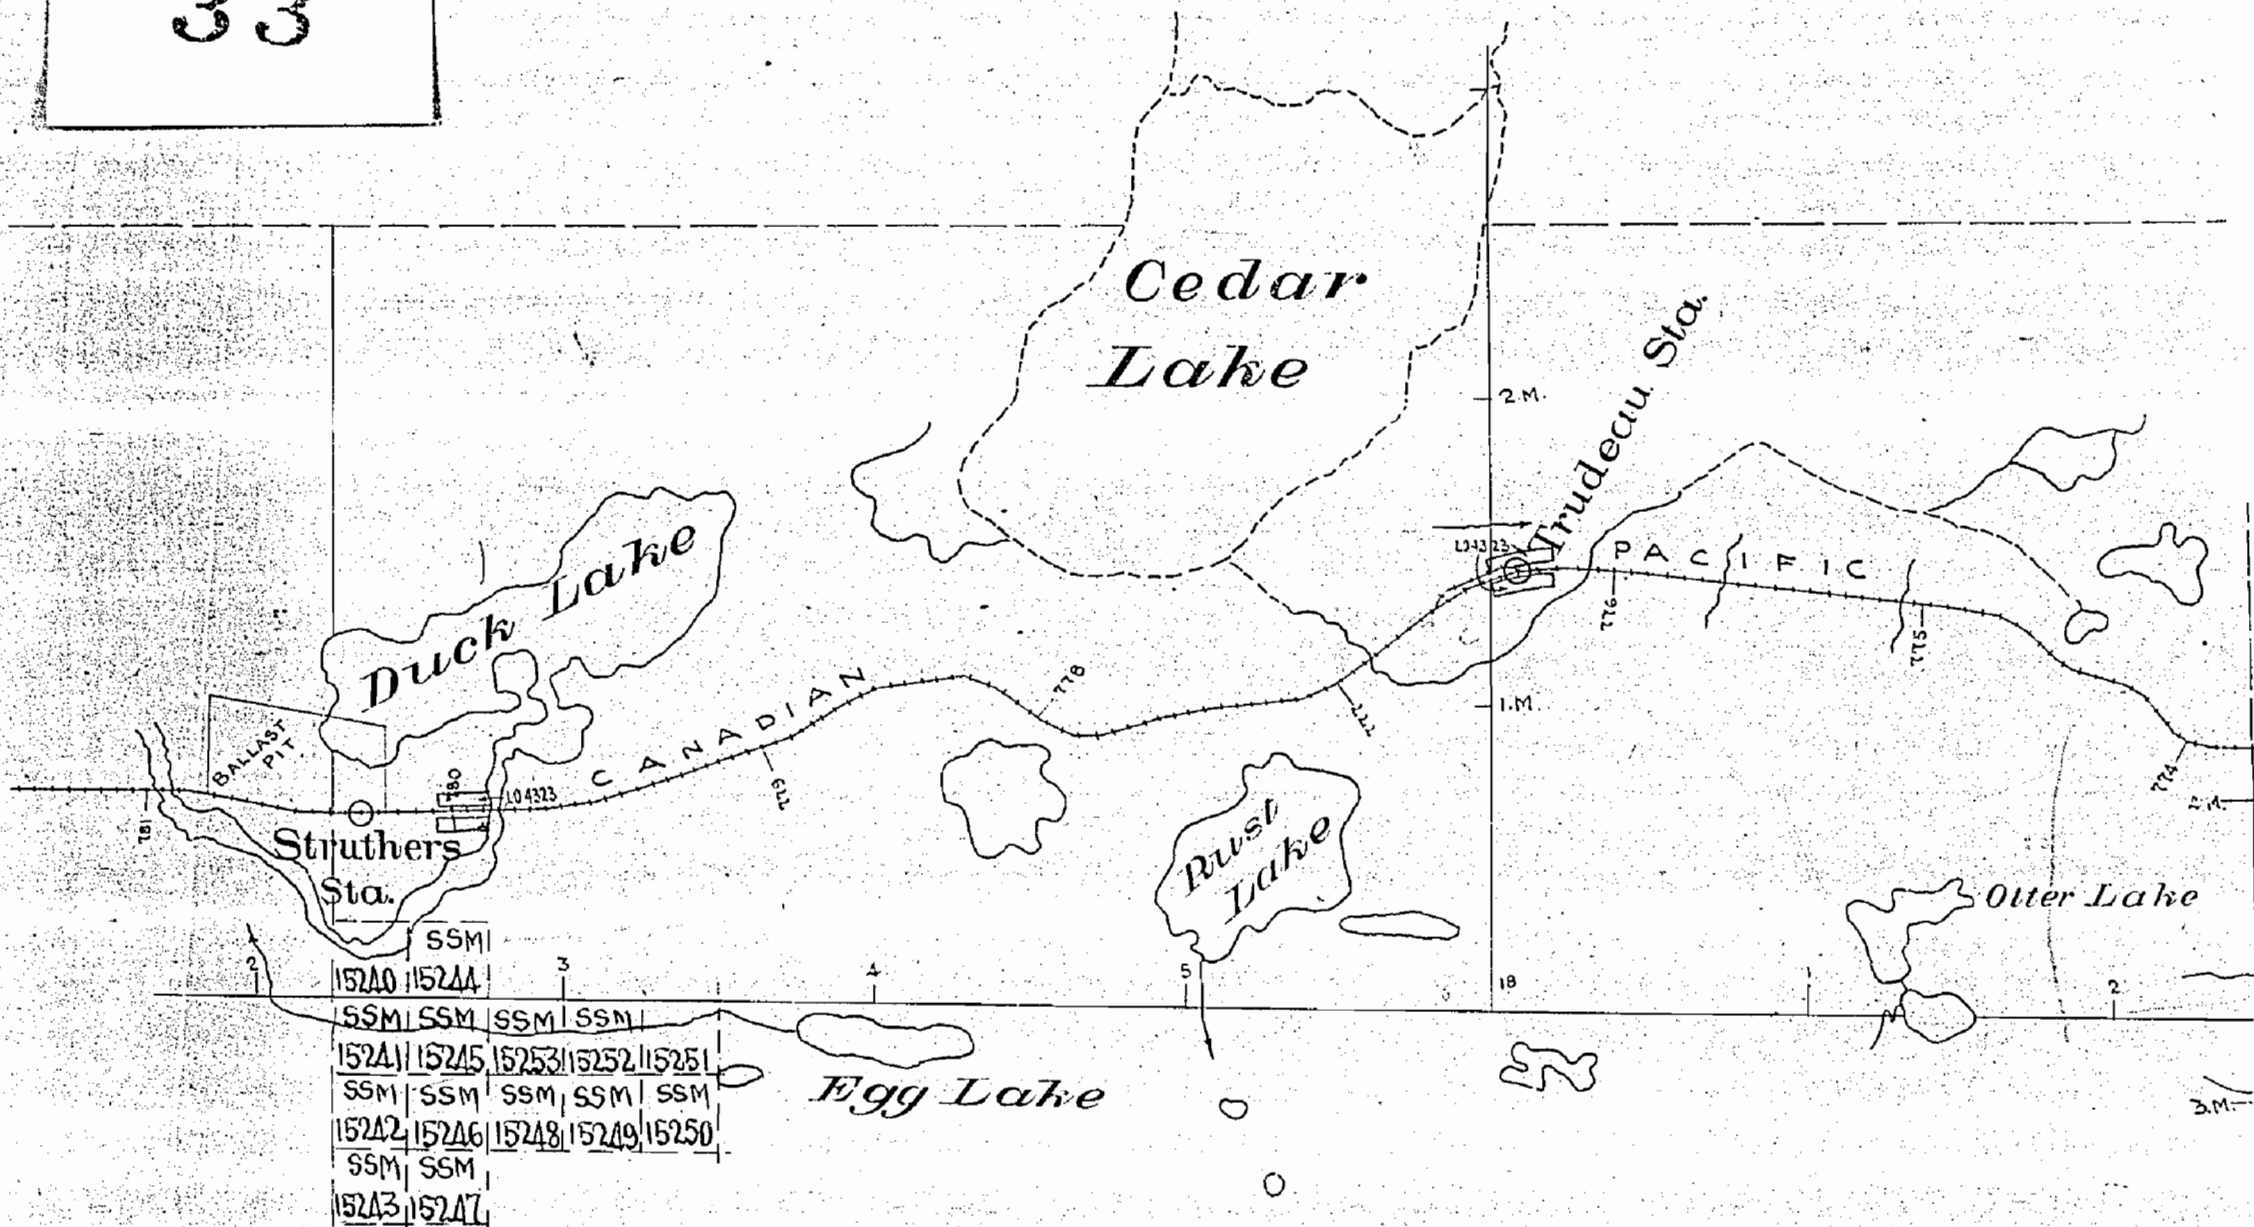 33
Cedar
Lake
Trudeau Sta.
2.M.
LO4323
PACIFIC
776
775
Duck Lake
CANADIAN
778
777
1.M.
774
2.M.
BALLAST
PIT
780
LO4323
779
781
Struthers
Sta.
Rust
Lake
Otter Lake
2
3
4
5
18
1
2
SSM
15240 15244
SSM SSM SSM SSM
15241 15245 15253 15252 15251
SSM SSM SSM SSM SSM
15242 15246 15248 15249 15250
SSM SSM
15243 15247
Egg Lake
3.M.